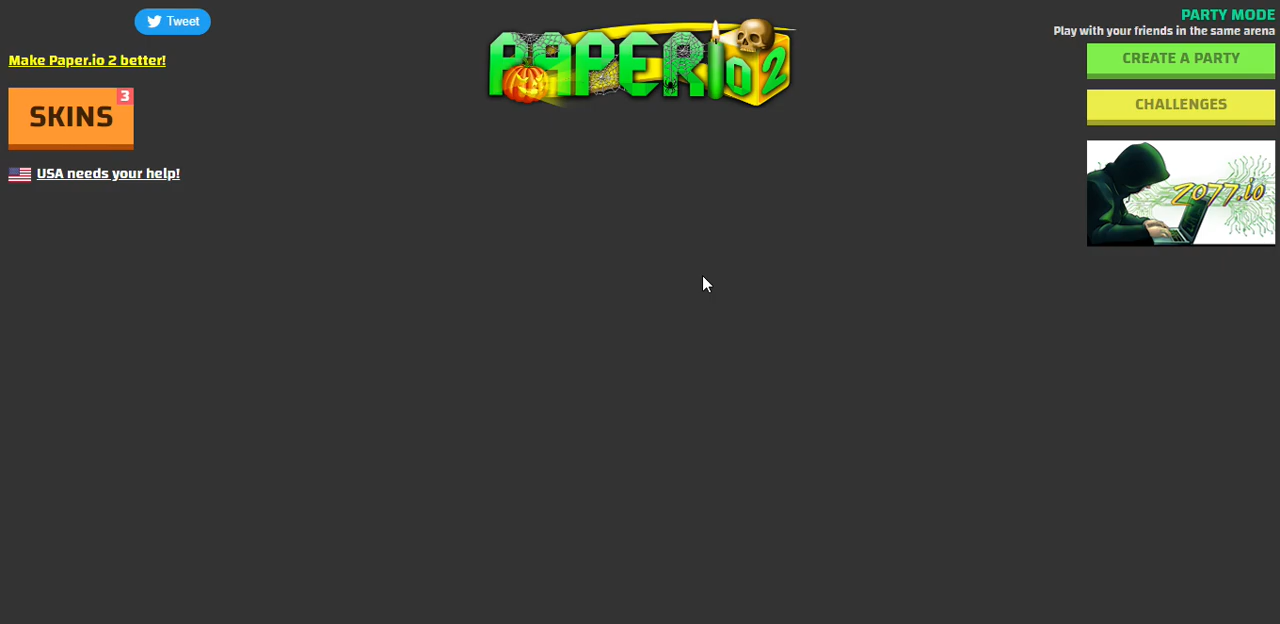 Tweet
Make Paper.io 2 better!
SKINS
3
USA needs your help!
PAPER io 2
PARTY MODE
Play with your friends in the same arena
CREATE A PARTY
CHALLENGES
2077.io